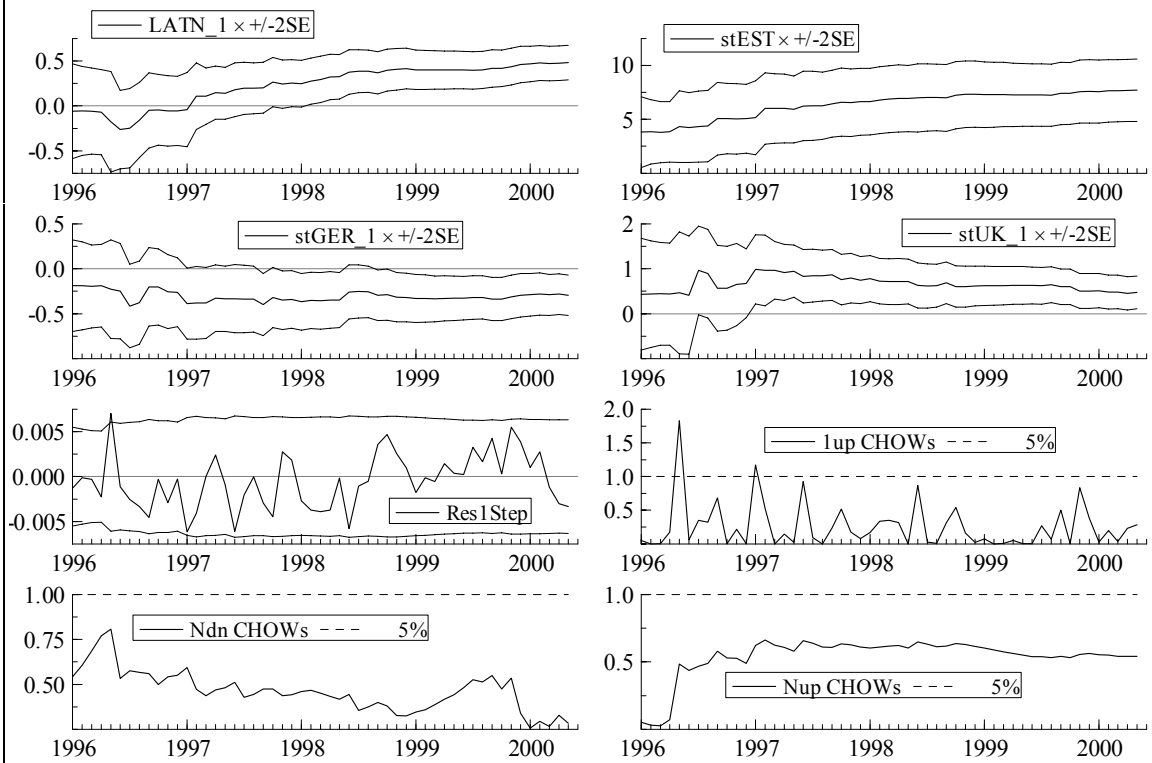 LATN_1 × +/-2SE
0.5
0.0
-0.5
1996 1997 1998 1999 2000
stEST × +/-2SE
10
5
1996 1997 1998 1999 2000
stGER_1 × +/-2SE
0.5
0.0
-0.5
1996 1997 1998 1999 2000
stUK_1 × +/-2SE
2
1
0
1996 1997 1998 1999 2000
0.005
0.000
-0.005
Res1Step
1996 1997 1998 1999 2000
2.0
1.5
1.0
0.5
1up CHOWs 5%
1996 1997 1998 1999 2000
1.00
0.75
0.50
Ndn CHOWs 5%
1996 1997 1998 1999 2000
1.0
0.5
Nup CHOWs 5%
1996 1997 1998 1999 2000